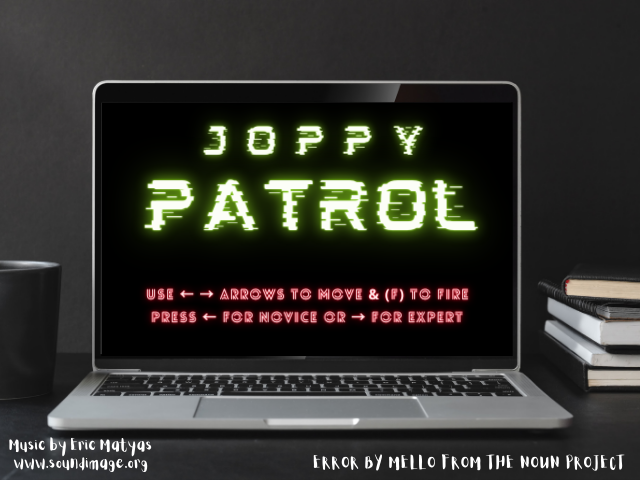 JOPPY
PATROL
USE ← → ARROWS TO MOVE & (F) TO FIRE
PRESS ← FOR NOVICE OR → FOR EXPERT
Music by Eric Matyas
www.soundimage.org
ERROR BY MELLO FROM THE NOUN PROJECT